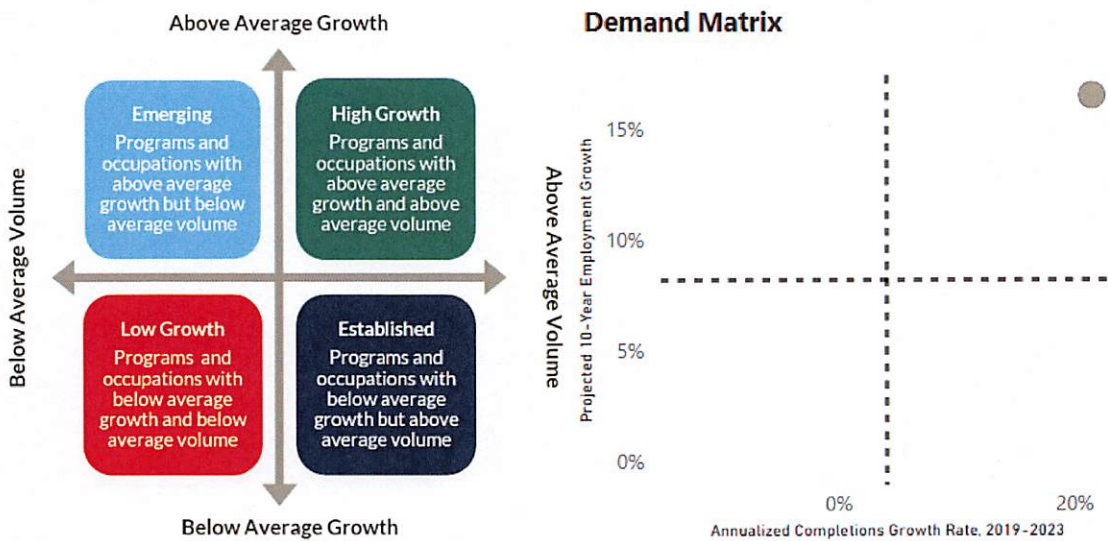 Above Average Growth
Below Average Volume
Emerging
Programs and
occupations with
above average
growth but below
average volume
High Growth
Programs and
occupations with
above average
growth and above
average volume
Low Growth
Programs and
occupations with
below average
growth and below
average volume
Established
Programs and
occupations with
below average
growth but above
average volume
Above Average Volume
Below Average Growth
Demand Matrix
Projected 10-Year Employment Growth
15%
10%
5%
0%
0%
20%
Annualized Completions Growth Rate, 2019-2023